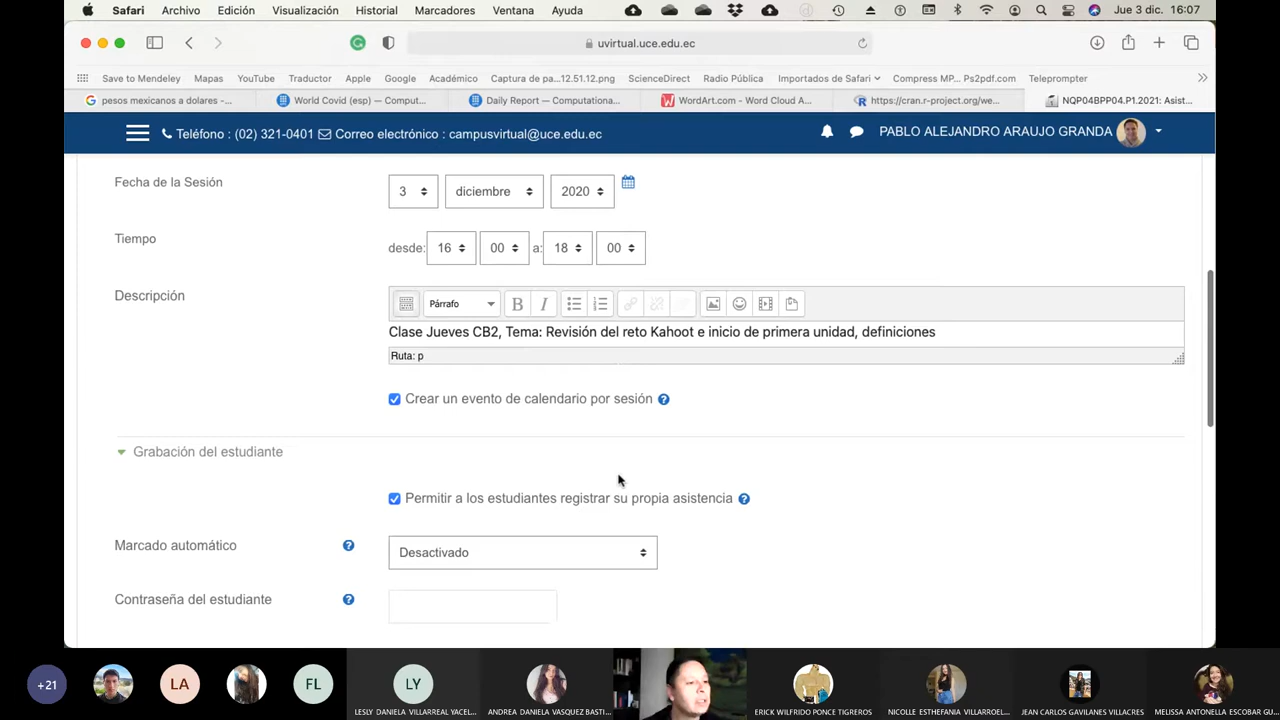 Safari Archivo Edición Visualización Historial Marcadores Ventana Ayuda Jue 3 dic. 16:07
uvirtual.uce.edu.ec
Save to Mendeley Mapas YouTube Traductor Apple Google Académico Captura de pa...12.51.12.png ScienceDirect Radio Pública Importados de Safari Compress MP... Ps2pdf.com Teleprompter
pesos mexicanos a dolares -... World Covid (esp) — Comput... Daily Report — Computationa... WordArt.com - Word Cloud A... https://cran.r-project.org/we... NQP04BPP04.P1.2021: Asist...
Teléfono : (02) 321-0401 Correo electrónico : campusvirtual@uce.edu.ec PABLO ALEJANDRO ARAUJO GRANDA
Fecha de la Sesión 3 diciembre 2020
Tiempo desde: 16 00 a: 18 00
Descripción Párrafo B I
Clase Jueves CB2, Tema: Revisión del reto Kahoot e inicio de primera unidad, definiciones
Ruta: p
Crear un evento de calendario por sesión ?
Grabación del estudiante
Permitir a los estudiantes registrar su propia asistencia ?
Marcado automático ? Desactivado
Contraseña del estudiante ?
+21 LA FL LY
LESLY DANIELA VILLARREAL YACEL... ANDREA DANIELA VASQUEZ BASTI... ERICK WILFRIDO PONCE TIGREROS NICOLLE ESTHEFANIA VILLARROEL... JEAN CARLOS GAVILANES VILLACRES MELISSA ANTONELLA ESCOBAR GU...